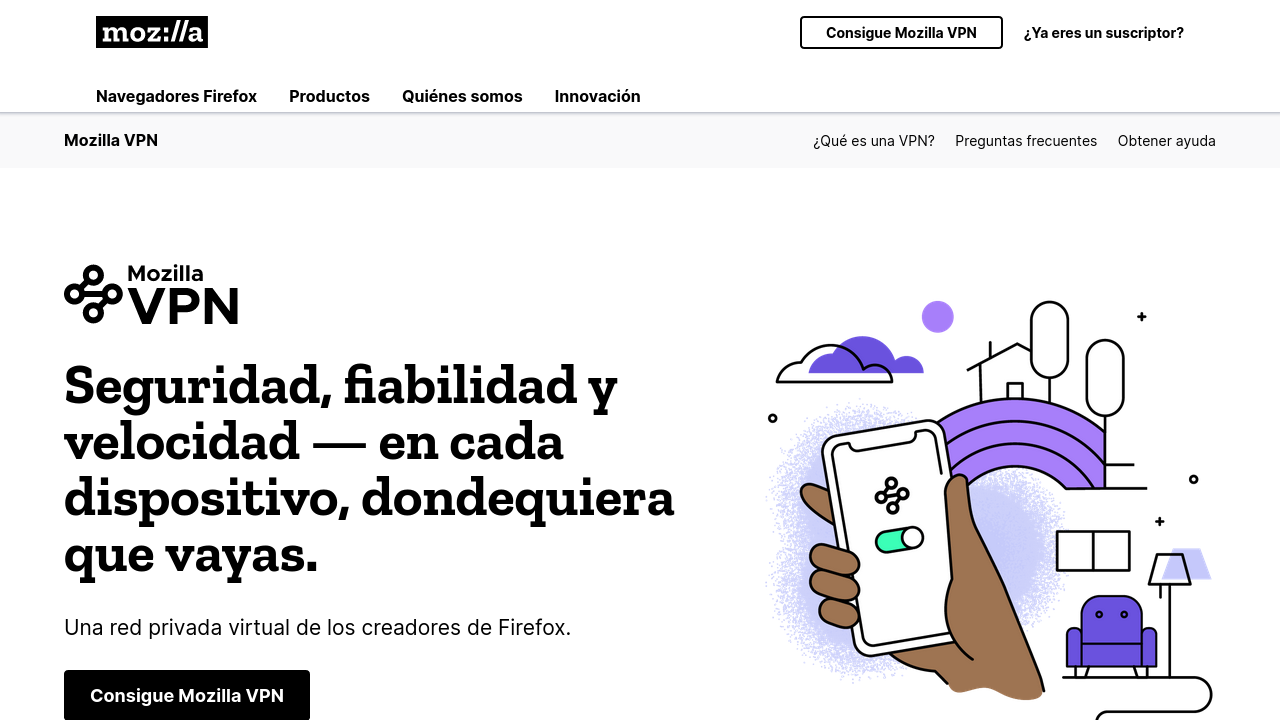 moz://a
Consigue Mozilla VPN
¿Ya eres un suscriptor?
Navegadores Firefox
Productos
Quiénes somos
Innovación
Mozilla VPN
¿Qué es una VPN?
Preguntas frecuentes
Obtener ayuda
Mozilla
VPN
Seguridad, fiabilidad y
velocidad — en cada
dispositivo, dondequiera
que vayas.
Una red privada virtual de los creadores de Firefox.
Consigue Mozilla VPN